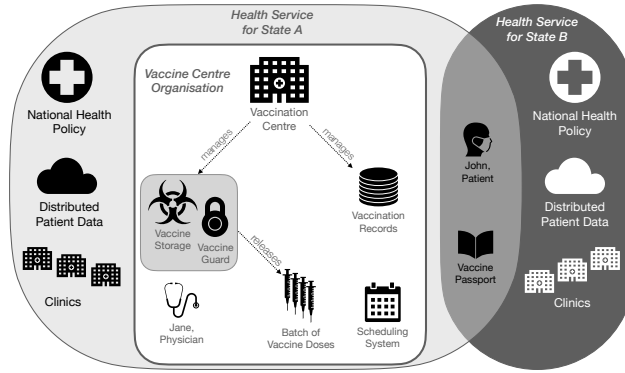 Health Service
for State A
Health Service
for State B
Vaccine Centre
Organisation
Vaccination
Centre
National Health
Policy
National Health
Policy
manages
manages
John,
Patient
Distributed
Patient Data
Distributed
Patient Data
Vaccine
Storage
Vaccine
Guard
Vaccination
Records
releases
Vaccine
Passport
Clinics
Clinics
Jane,
Physician
Batch of
Vaccine Doses
Scheduling
System